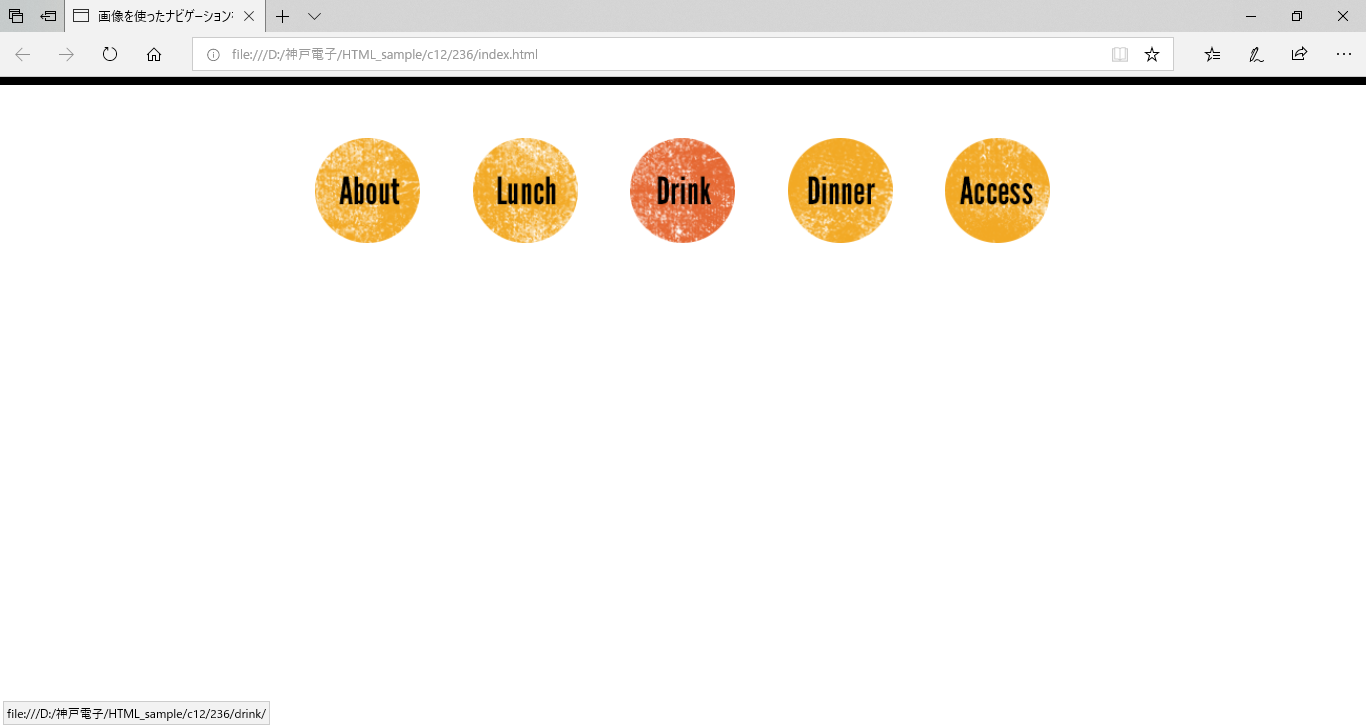 画像を使ったナビゲーション
file:///D:/神戸電子/HTML_sample/c12/236/index.html
About Lunch Drink Dinner Access
file:///D:/神戸電子/HTML_sample/c12/236/drink/